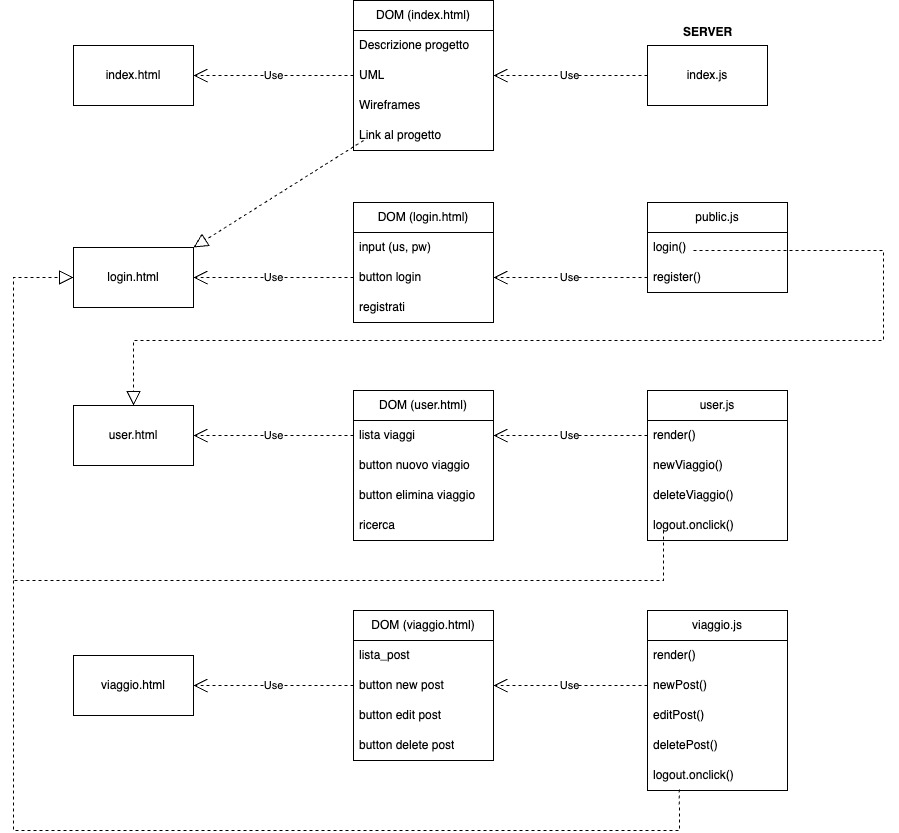 DOM (index.html)
SERVER
index.html
Use
Descrizione progetto
UML
Wireframes
Link al progetto
Use
index.js
DOM (login.html)
public.js
login.html
Use
input (us, pw)
button login
registrati
Use
login()
register()
DOM (user.html)
user.js
user.html
Use
lista viaggi
button nuovo viaggio
button elimina viaggio
ricerca
Use
render()
newViaggio()
deleteViaggio()
logout.onclick()
DOM (viaggio.html)
viaggio.js
viaggio.html
Use
lista_post
button new post
button edit post
button delete post
Use
render()
newPost()
editPost()
deletePost()
logout.onclick()